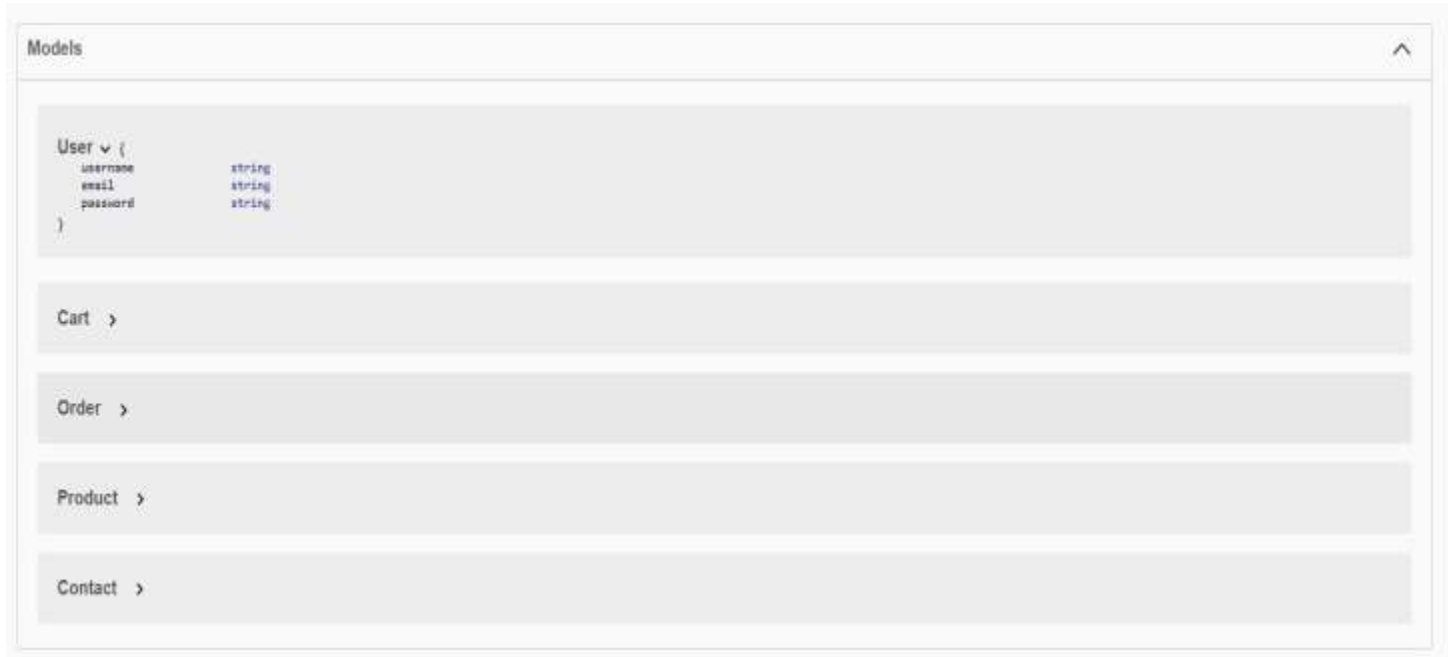 Models
User {
username string
email string
password string
}
Cart
Order
Product
Contact